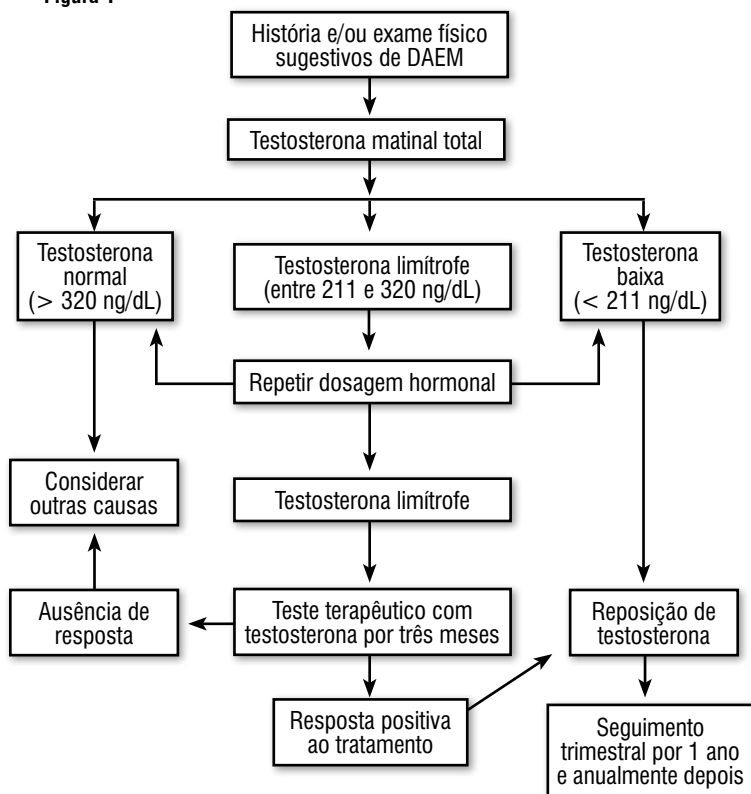 Figura 1
História e/ou exame físico
sugestivos de DAEM
Testosterona matinal total
Testosterona
normal
(> 320 ng/dL)
Testosterona limítrofe
(entre 211 e 320 ng/dL)
Testosterona
baixa
(< 211 ng/dL)
Repetir dosagem hormonal
Considerar
outras causas
Testosterona limítrofe
Ausência de
resposta
Teste terapêutico com
testosterona por três meses
Reposição de
testosterona
Resposta positiva
ao tratamento
Seguimento
trimestral por 1 ano
e anualmente depois